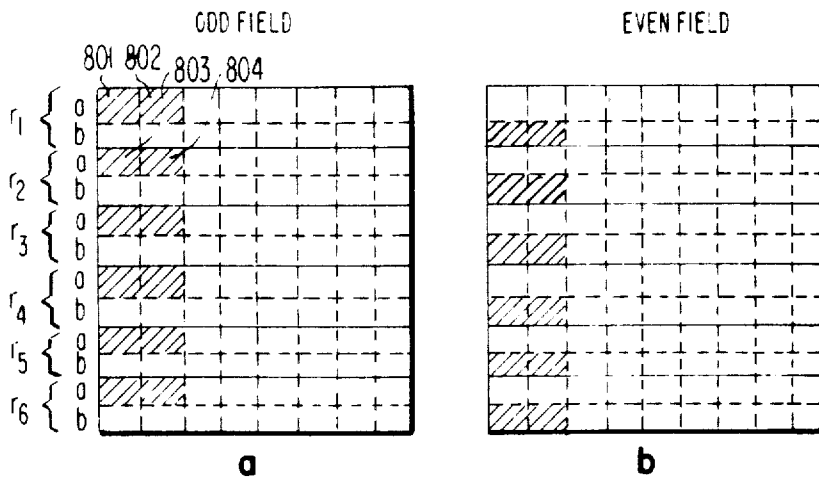 ODD FIELD
EVEN FIELD
801 802 803 804
r1 a
b
r2 a
b
r3 a
b
r4 a
b
r5 a
b
r6 a
b
a
b